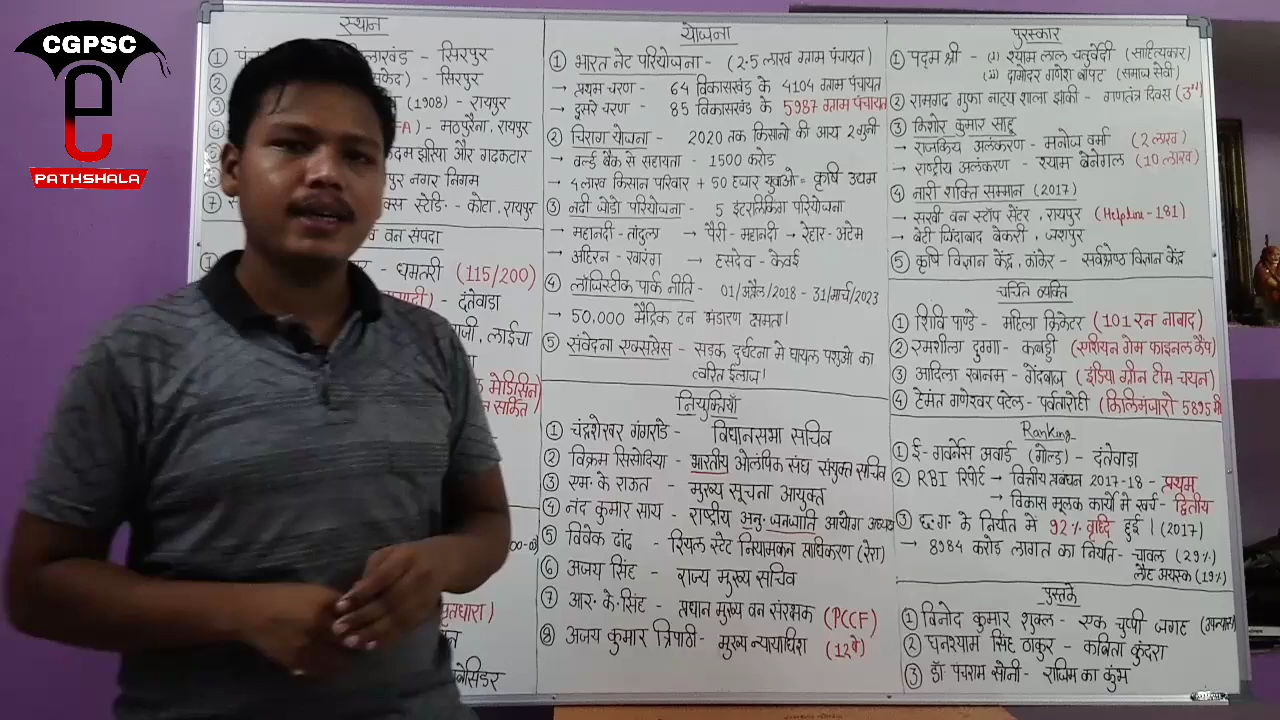 CGPSC
e
PATHSHALA
स्थान
① शिलाखंड - सिरपुर
② - सिरपुर
(1908) - रायपुर
- मठपुरैना, रायपुर
कदम झरिया और गढकटार
पुर नगर निगम
⑦ क्स स्टेडि- - कोटा, रायपुर
वन संपदा
- धमतरी (115/200)
- दंतेवाडा
जी, लाईचा
मेडिसिन)
योजना
① भारत नेट परियोजना - (2.5 लाख ग्राम पंचायत)
→ प्रथम चरण - 64 विकासखंड के 4104 ग्राम पंचायत
→ दूसरे चरण - 85 विकासखंड के 5987 ग्राम पंचायत
② चिराग योजना - 2020 तक किसानो की आय 2 गुनी
→ वर्ल्ड बैंक से सहायता - 1500 करोड
→ 4 लाख किसान परिवार + 50 हजार युवाओ = कृषि उद्यम
③ नदी जोडो परियोजना - 5 इंटरलिंकिंग परियोजना
→ महानदी - तांदुला → पैरी - महानदी → रेहार - अटेम
→ अहिरन - खारंग → हसदेव - केवई
④ लॉजिस्टीक पार्क नीति - 01/अप्रैल/2018 - 31/मार्च/2023
→ 50,000 मैट्रिक टन भंडारण क्षमता।
⑤ संवेदना एक्सप्रेस - सडक दुर्घटना मे घायल पशुओ का
त्वरित ईलाज।
नियुक्तियाँ
① चंद्रशेखर गंगराडे - विधानसभा सचिव
② विक्रम सिसोदिया - भारतीय ओलंपिक संघ संयुक्त सचिव
③ एम. के राऊत - मुख्य सूचना आयुक्त
④ नंद कुमार साय - राष्ट्रीय अनु. जनजाति आयोग अध्यक्ष
⑤ विवेक ढांढ - रियल स्टेट नियामकन प्राधिकरण (रेरा)
⑥ अजय सिंह - राज्य मुख्य सचिव
⑦ आर. के. सिंह - प्रधान मुख्य वन संरक्षक (PCCF)
⑧ अजय कुमार त्रिपाठी - मुख्य न्यायाधिश (12वे)
पुरस्कार
① पद्म श्री - (i) श्याम लाल चतुर्वेदी (साहित्यकार)
(ii) दामोदर गणेश बापट (समाज सेवी)
② रामगढ गुफा नाट्य शाला झांकी - गणतंत्र दिवस (3rd)
③ किशोर कुमार साहू
→ राजकिय अलंकरण - मनोज वर्मा (2 लाख)
→ राष्ट्रीय अलंकरण - श्याम बेनेगाल (10 लाख)
④ नारी शक्ति सम्मान (2017)
→ सखी वन स्टॉप सेंटर, रायपुर (Helpline - 181)
→ बेटी जिंदाबाद बेकरी, जशपुर
⑤ कृषि विज्ञान केंद्र, कांकेर - सर्वश्रेष्ठ विज्ञान केंद्र
चर्चित व्यक्ति
① शिवि पाण्डे - महिला क्रिकेटर (101 रन नाबाद)
② रमशीला दुग्गा - कबड्डी (एशियन गेम फाइनल कैंप)
③ आदिला खानम - गेंदबाज (इंडिया ग्रीन टीम चयन)
④ टेमंत गणेश्वर पटेल - पर्वतारोही (किलिमंजारो 5895 मी
Ranking
① ई - गवर्नेस अवार्ड (गोल्ड) - दंतेवाडा
② RBI रिपोर्ट → वित्तीय प्रबंधन 2017-18 - प्रथम
→ विकास मूलक कार्यो मे खर्च - द्वितीय
③ छ.ग. के निर्यात मे 92% वृध्दि हुई। (2017)
→ 8984 करोड लागत का निर्यात - चावल (29%)
लौह अयस्क (19%)
पुस्तके
① विनोद कुमार शुक्ल - एक चुप्पी जगह (उपन्यास)
② घनश्याम सिंह ठाकुर - कविता कुंदरा
③ डॉ. पंचराम सोनी - राजिम का कुंभ